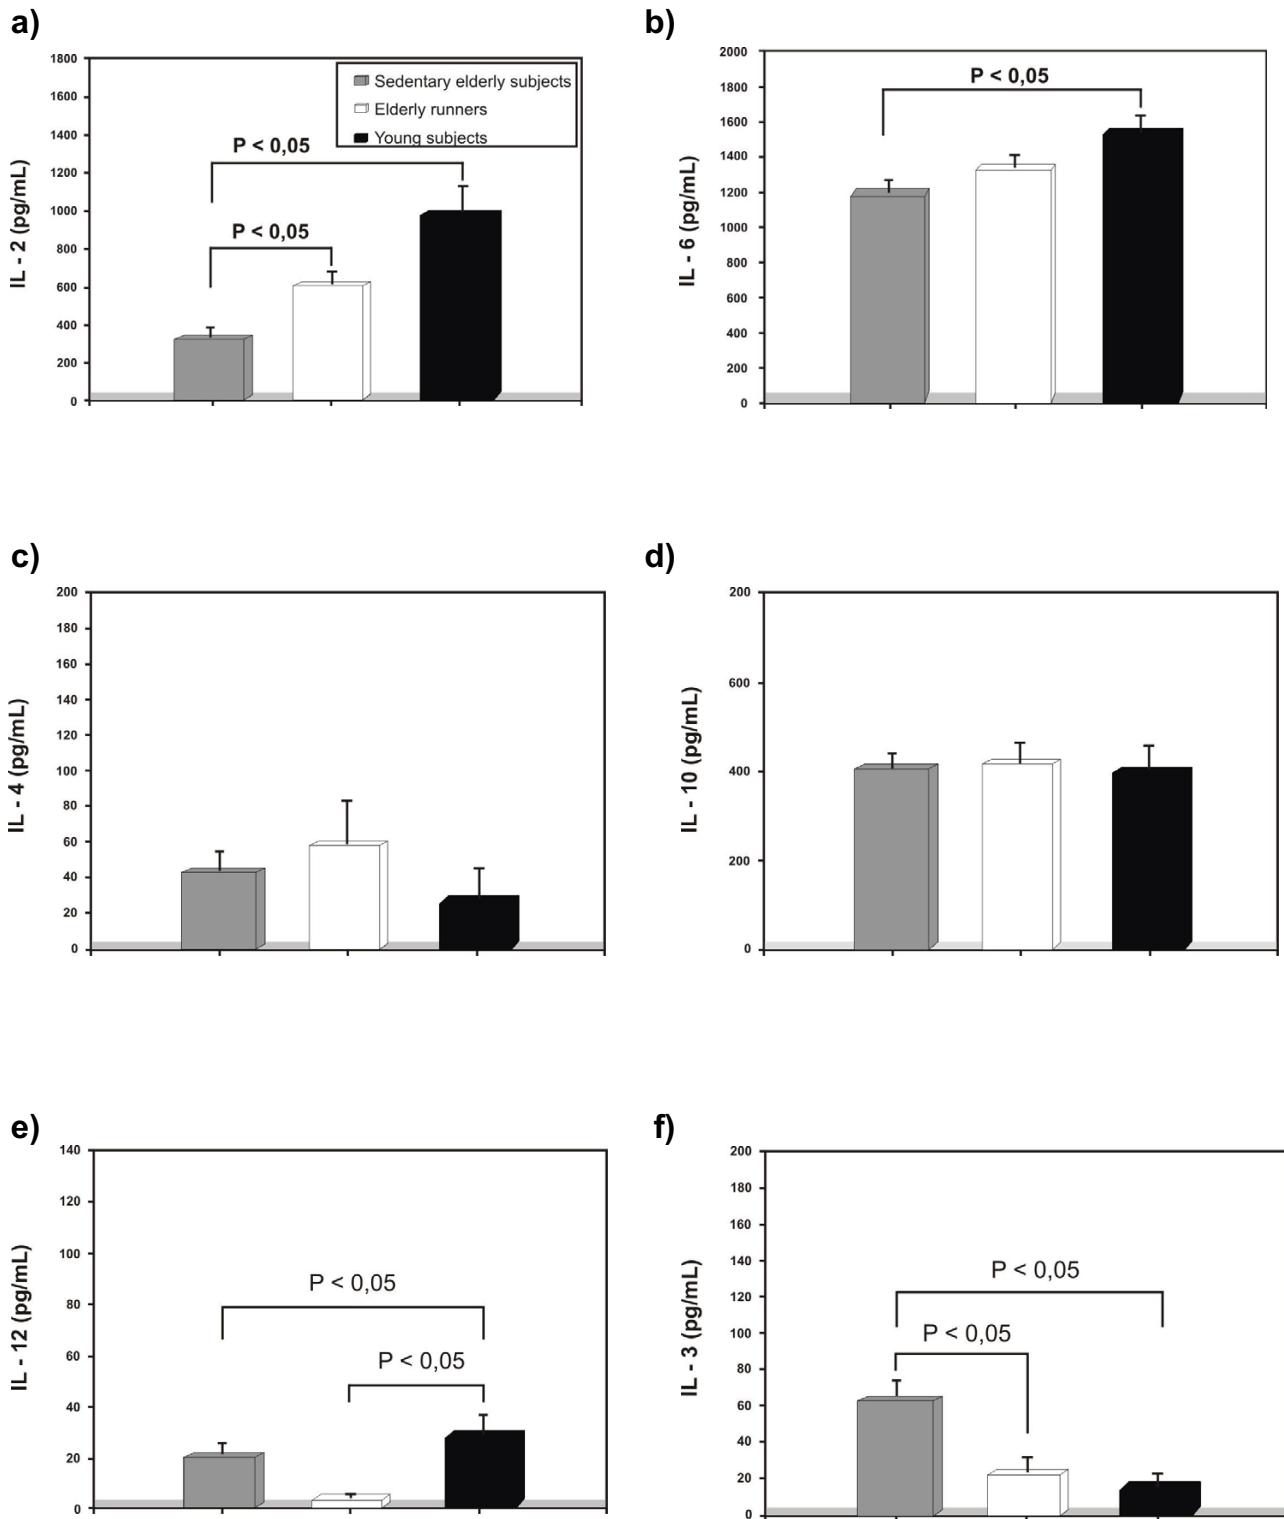 a)
1800
1600
1400
1200
1000
800
600
400
200
0
IL - 2 (pg/mL)
Sedentary elderly subjects
Elderly runners
Young subjects
P < 0,05
P < 0,05
b)
2000
1800
1600
1400
1200
1000
800
600
400
200
0
IL - 6 (pg/mL)
P < 0,05
c)
200
180
160
140
120
100
80
60
40
20
0
IL - 4 (pg/mL)
d)
200
600
400
200
0
IL - 10 (pg/mL)
e)
140
120
100
80
60
40
20
0
IL - 12 (pg/mL)
P < 0,05
P < 0,05
f)
200
180
160
140
120
100
80
60
40
20
0
IL - 3 (pg/mL)
P < 0,05
P < 0,05